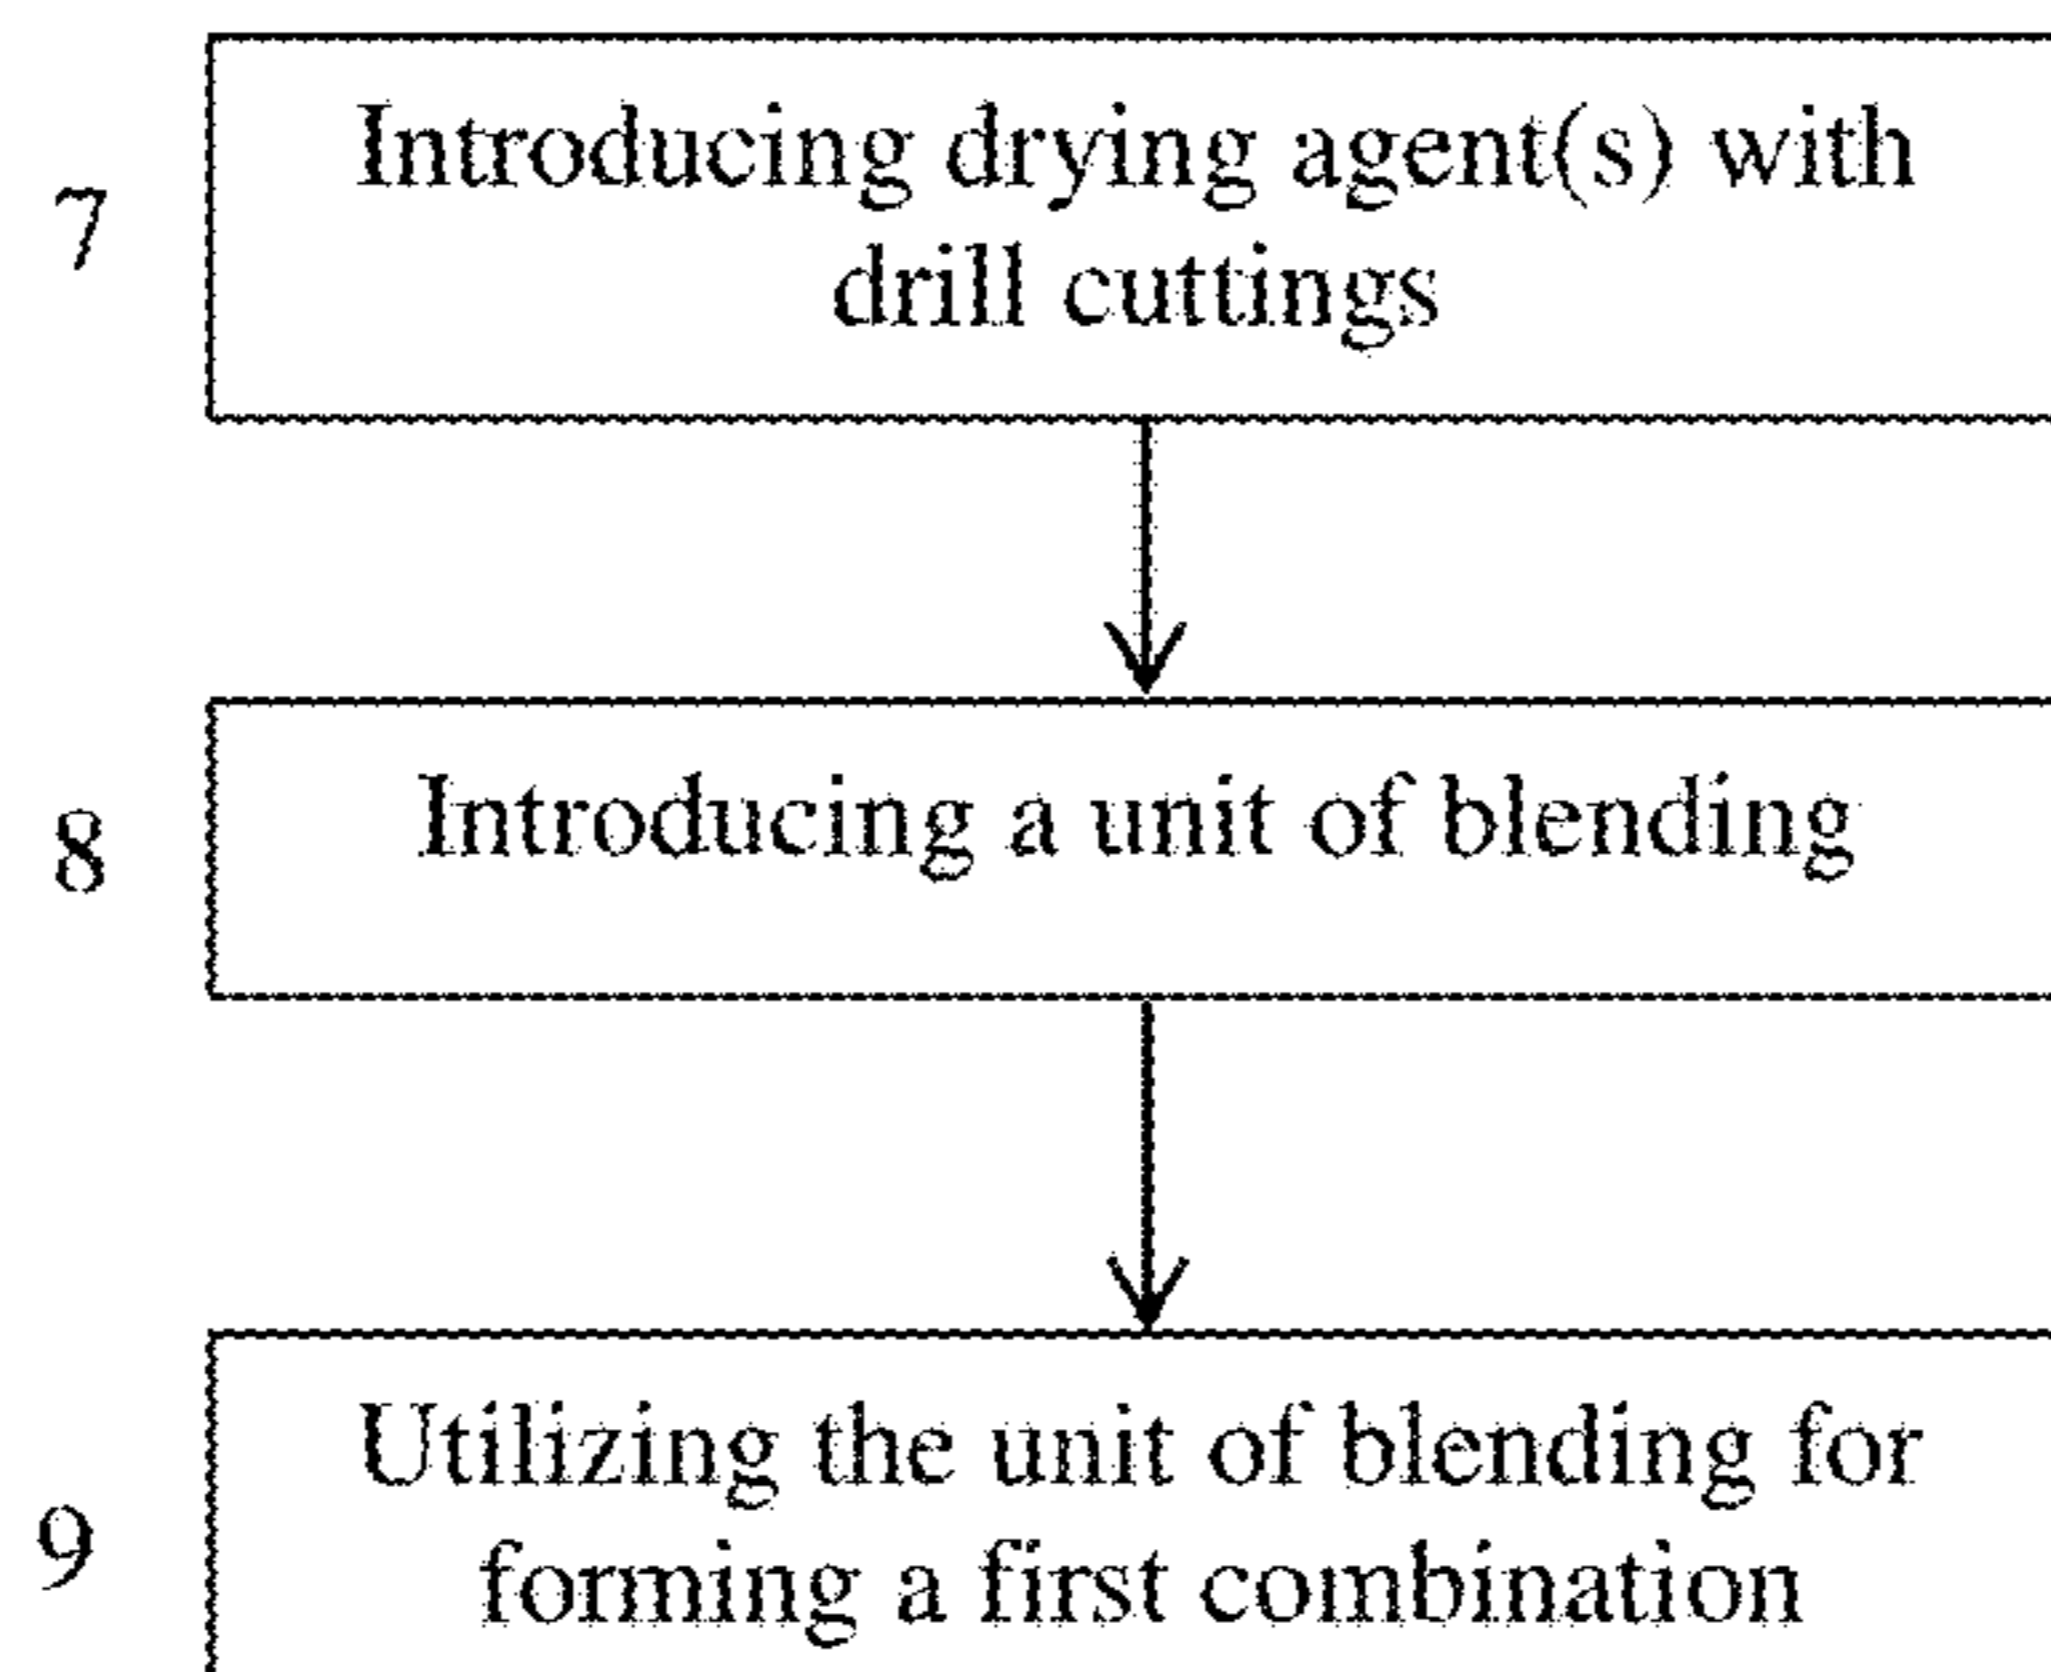 7
Introducing drying agent(s) with
drill cuttings
8
Introducing a unit of blending
9
Utilizing the unit of blending for
forming a first combination